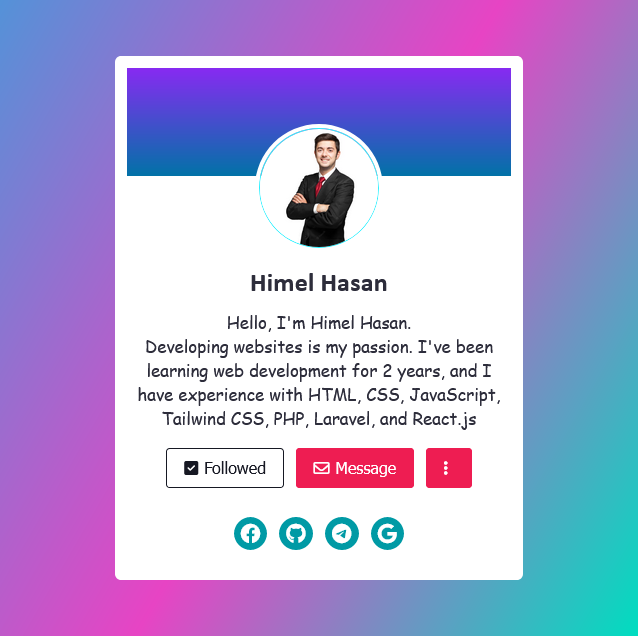 Himel Hasan
Hello, I'm Himel Hasan.
Developing websites is my passion. I've been
learning web development for 2 years, and I
have experience with HTML, CSS, JavaScript,
Tailwind CSS, PHP, Laravel, and React.js
Followed Message